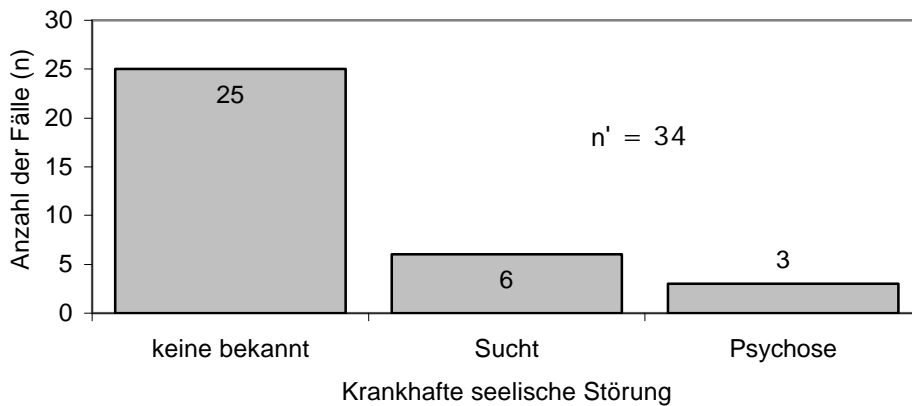 Anzahl der Fälle (n)
30
25
20
15
10
5
0
25
6
3
n' = 34
keine bekannt
Sucht
Psychose
Krankhafte seelische Störung